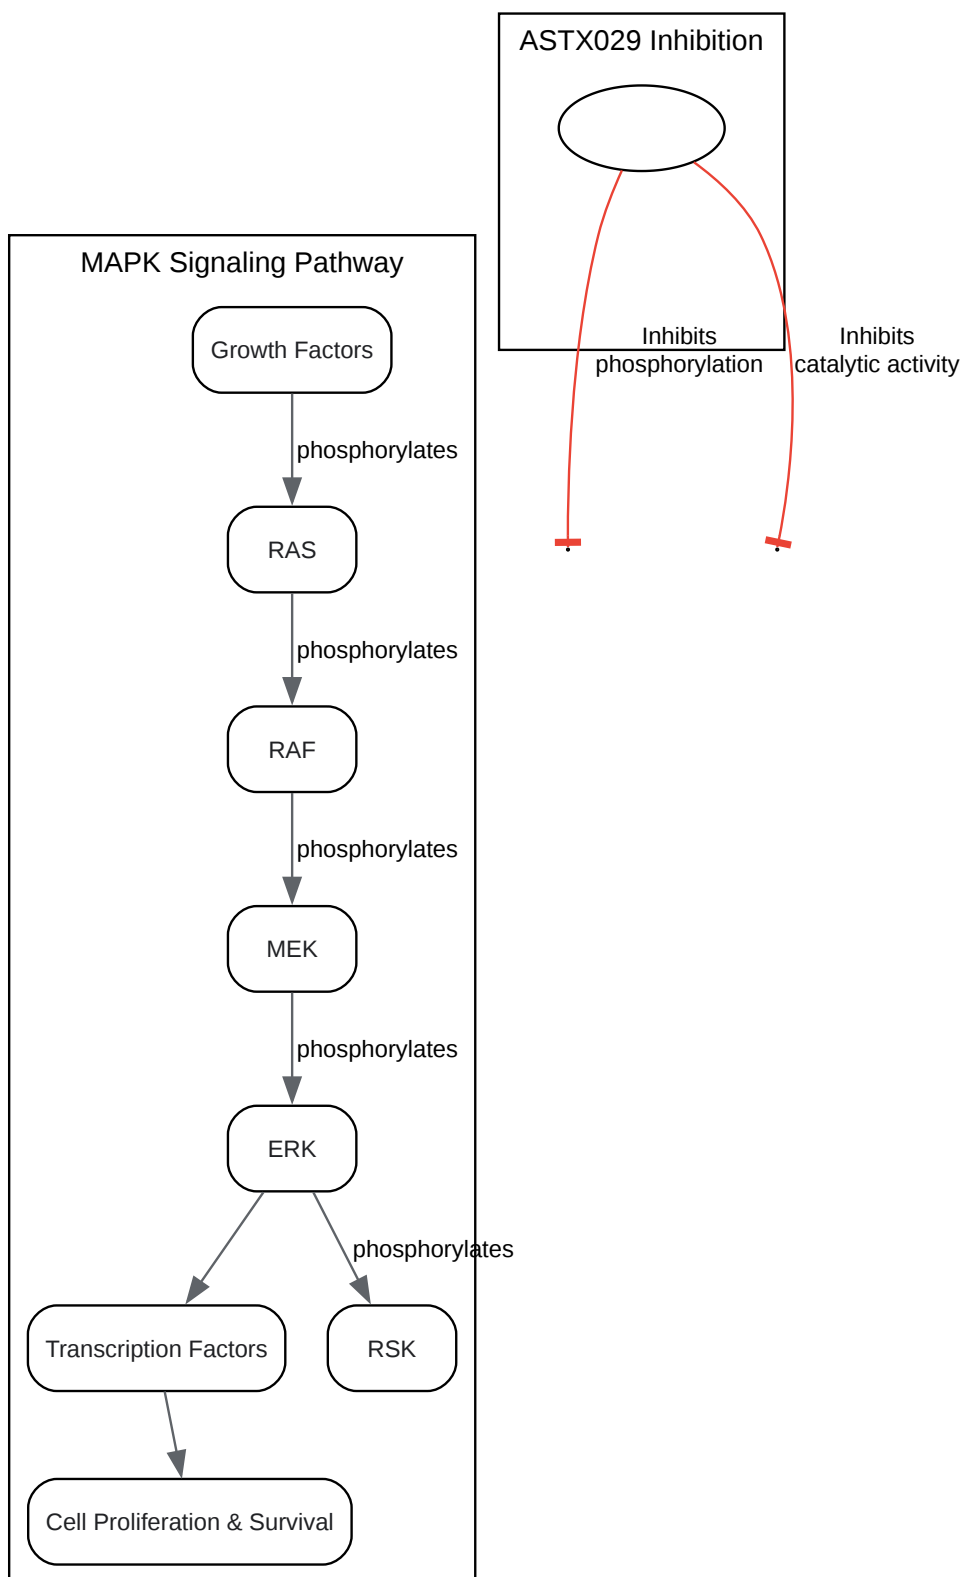 ASTX029 Inhibition
Inhibits
phosphorylation
Inhibits
catalytic activity
MAPK Signaling Pathway
Growth Factors
phosphorylates
RAS
phosphorylates
RAF
phosphorylates
MEK
phosphorylates
ERK
phosphorylates
Transcription Factors
RSK
Cell Proliferation & Survival